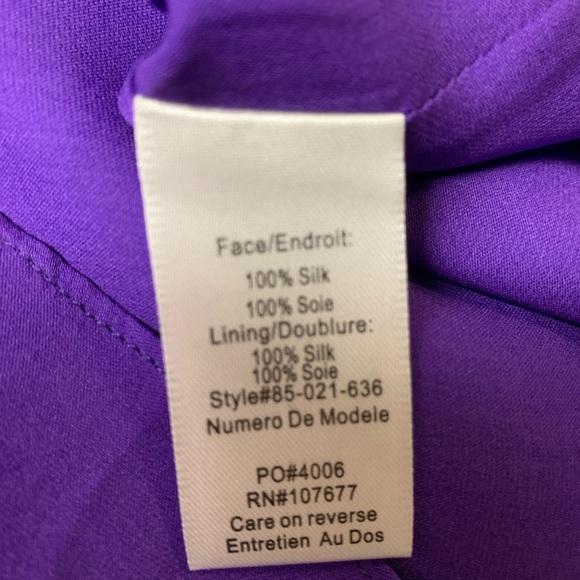 Face/Endroit:
100% Silk
100% Soie
Lining/Doublure:
100% Silk
100% Soie
Style#85-021-636
Numero De Modele
PO#4006
RN#107677
Care on reverse
Entretien Au Dos